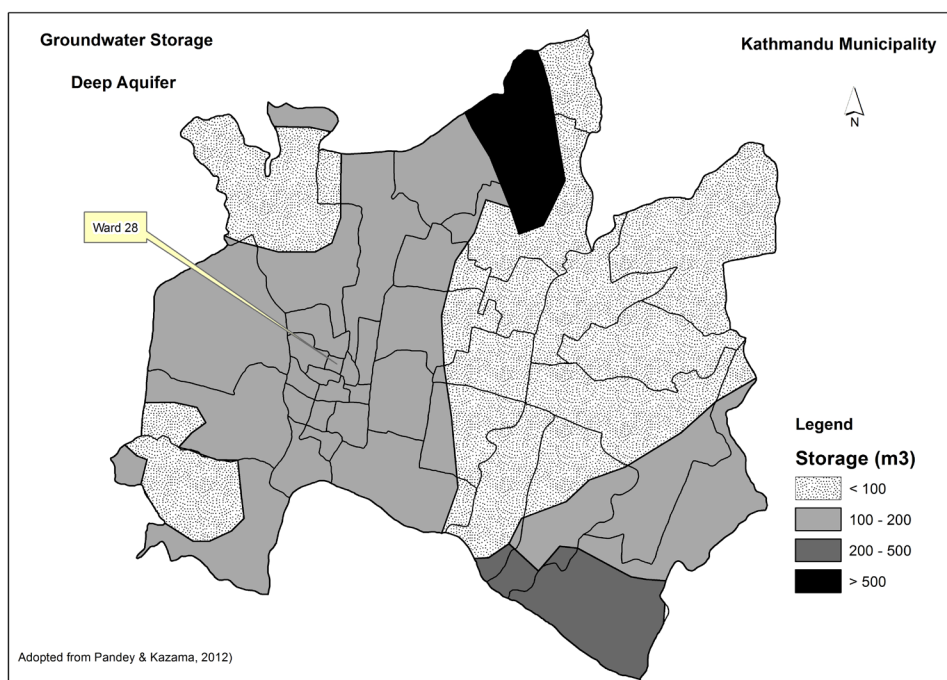 Groundwater Storage
Deep Aquifer
Kathmandu Municipality
N
Ward 28
Legend
Storage (m3)
< 100
100 - 200
200 - 500
> 500
Adopted from Pandey & Kazama, 2012)